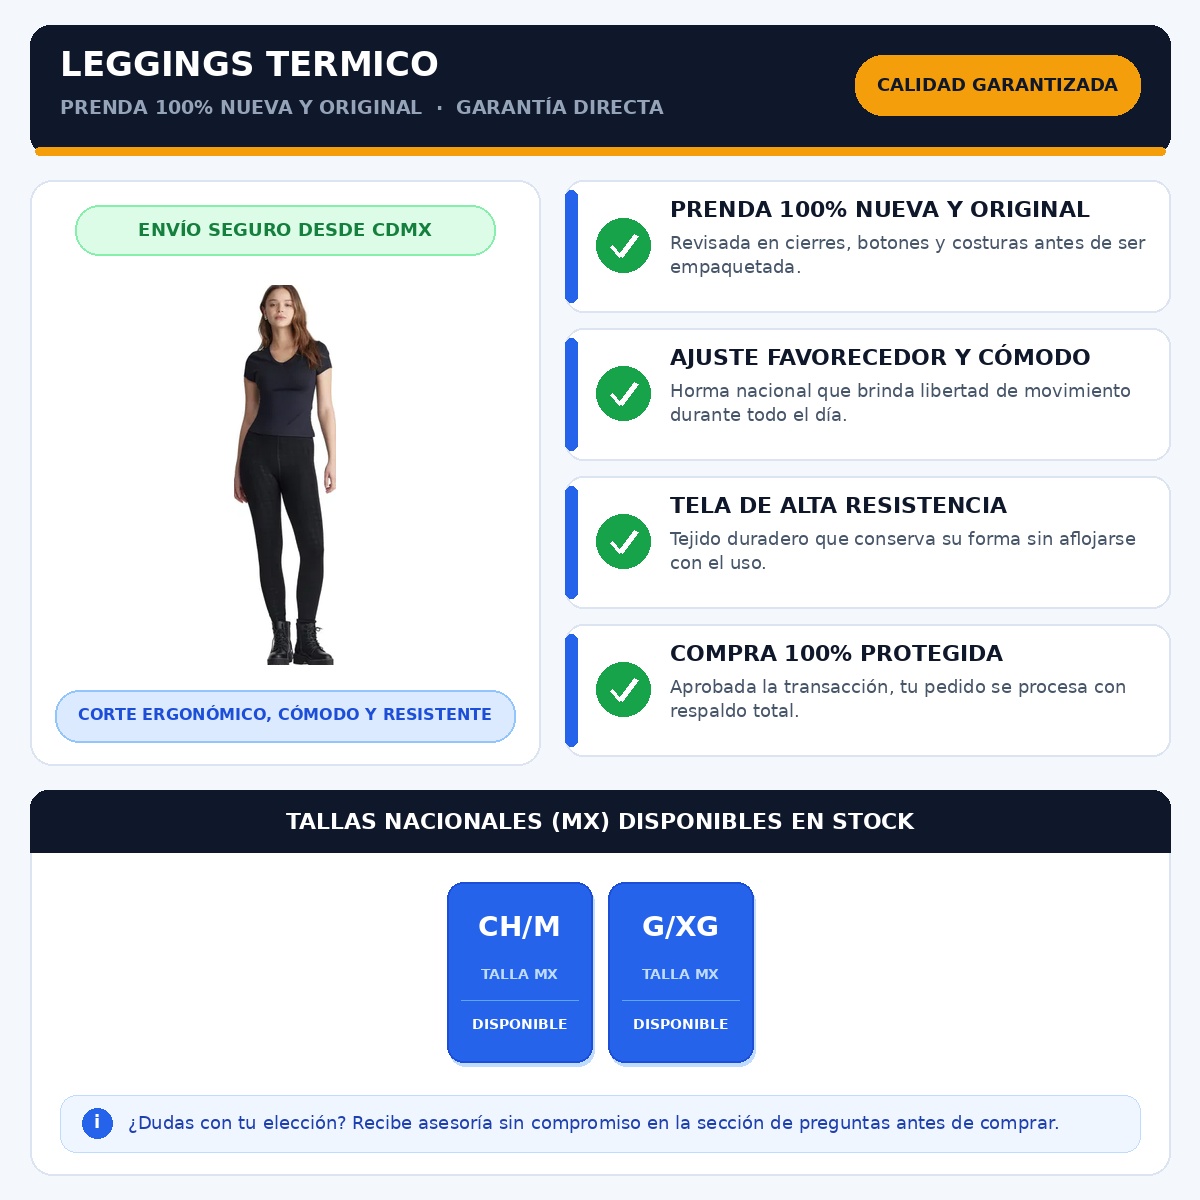 LEGGINGS TERMICO
PRENDA 100% NUEVA Y ORIGINAL · GARANTÍA DIRECTA
CALIDAD GARANTIZADA
ENVÍO SEGURO DESDE CDMX
CORTE ERGONÓMICO, CÓMODO Y RESISTENTE
PRENDA 100% NUEVA Y ORIGINAL
Revisada en cierres, botones y costuras antes de ser
empaquetada.
AJUSTE FAVORECEDOR Y CÓMODO
Horma nacional que brinda libertad de movimiento
durante todo el día.
TELA DE ALTA RESISTENCIA
Tejido duradero que conserva su forma sin aflojarse
con el uso.
COMPRA 100% PROTEGIDA
Aprobada la transacción, tu pedido se procesa con
respaldo total.
TALLAS NACIONALES (MX) DISPONIBLES EN STOCK
CH/M
TALLA MX
DISPONIBLE
G/XG
TALLA MX
DISPONIBLE
i
¿Dudas con tu elección? Recibe asesoría sin compromiso en la sección de preguntas antes de comprar.